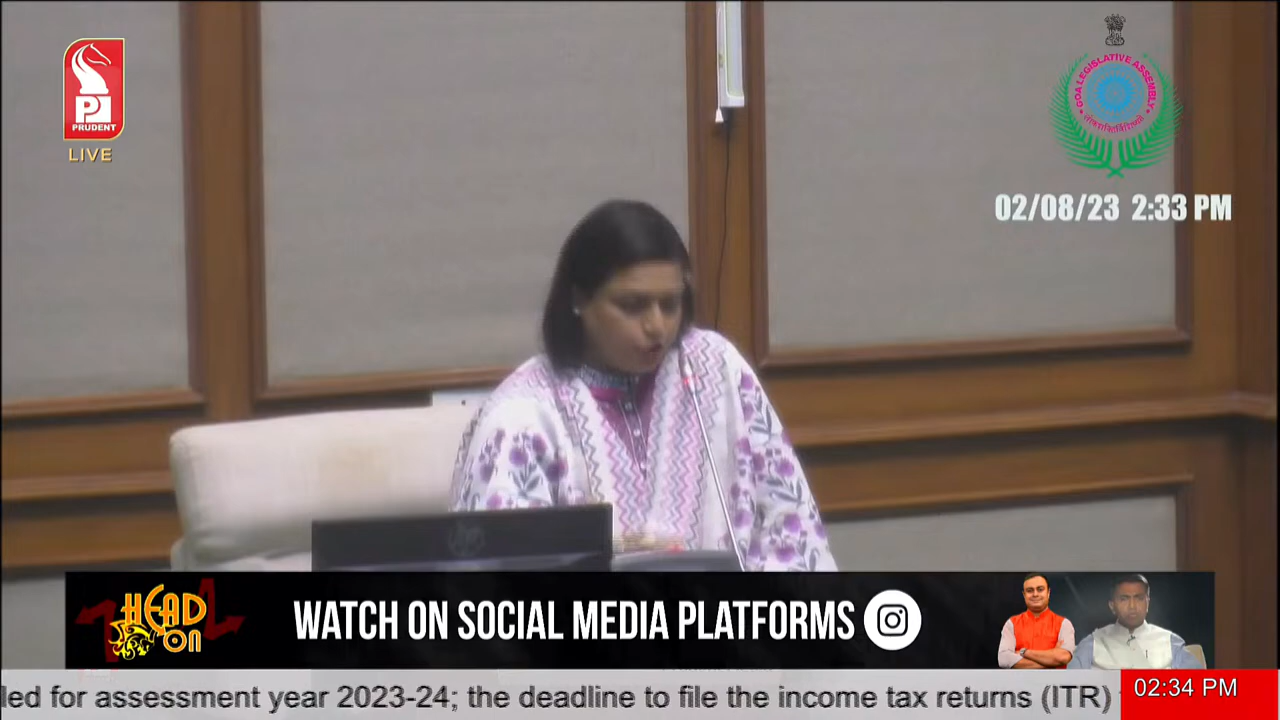 PRUDENT
LIVE
GOA LEGISLATIVE ASSEMBLY
02/08/23 2:33 PM
HEAD
ON
WATCH ON SOCIAL MEDIA PLATFORMS
led for assessment year 2023-24; the deadline to file the income tax returns (ITR)
02:34 PM